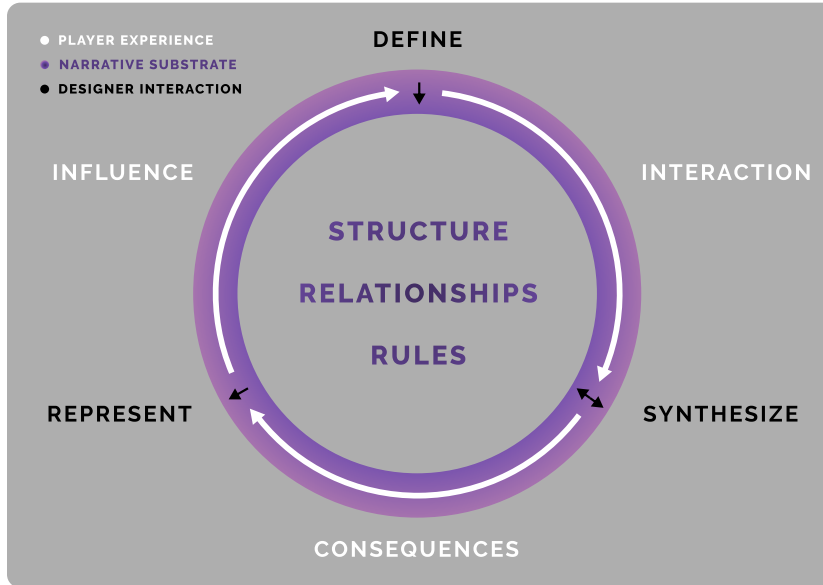 PLAYER EXPERIENCE
NARRATIVE SUBSTRATE
DESIGNER INTERACTION
DEFINE
INFLUENCE
INTERACTION
STRUCTURE
RELATIONSHIPS
RULES
REPRESENT
SYNTHESIZE
CONSEQUENCES